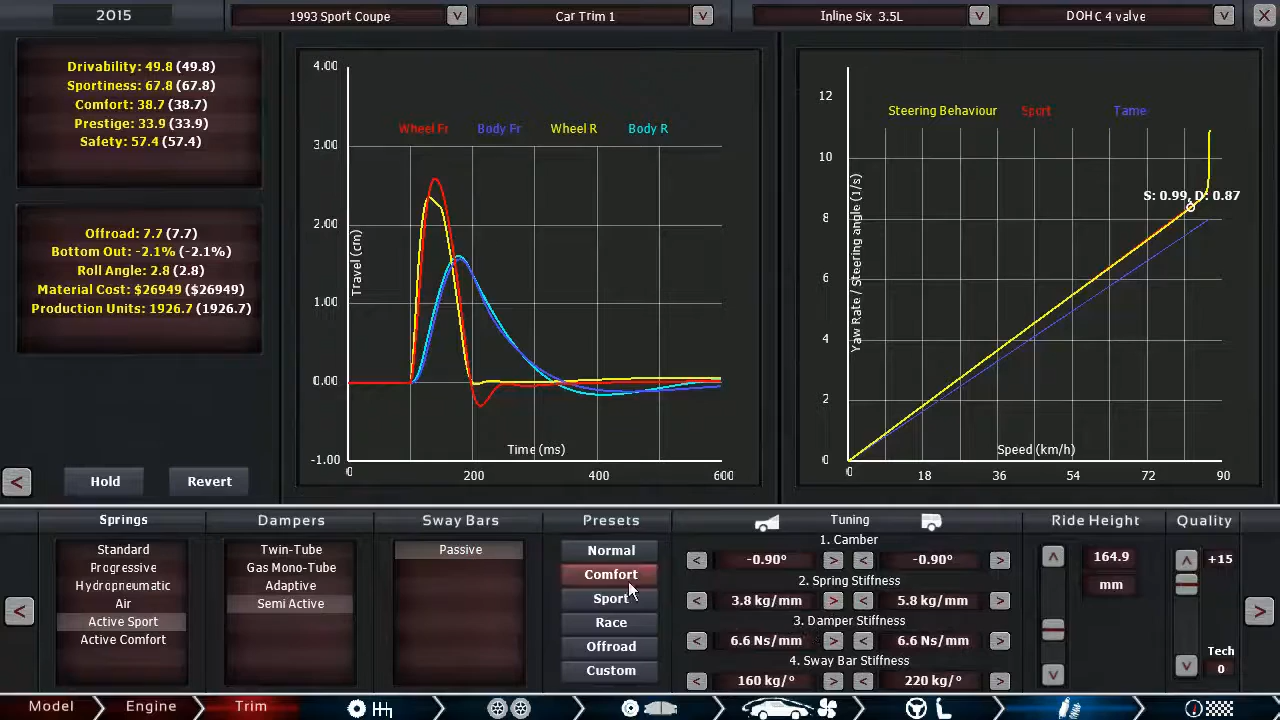 2015
1993 Sport Coupe
Car Trim 1
Inline Six 3.5L
DOHC 4 valve
Drivability: 49.8 (49.8)
Sportiness: 67.8 (67.8)
Comfort: 38.7 (38.7)
Prestige: 33.9 (33.9)
Safety: 57.4 (57.4)
Offroad: 7.7 (7.7)
Bottom Out: -2.1% (-2.1%)
Roll Angle: 2.8 (2.8)
Material Cost: $26949 ($26949)
Production Units: 1926.7 (1926.7)
Hold
Revert
4.00
3.00
2.00
1.00
0.00
-1.00
Wheel Fr
Body Fr
Wheel R
Body R
Travel (cm)
Time (ms)
0
200
400
600
12
10
8
6
4
2
0
Steering Behaviour
Sport
Tame
S: 0.99, D: 0.87
Yaw Rate / Steering angle (1/s)
Speed (km/h)
0
18
36
54
72
90
Springs
Standard
Progressive
Hydropneumatic
Air
Active Sport
Active Comfort
Dampers
Twin-Tube
Gas Mono-Tube
Adaptive
Semi Active
Sway Bars
Passive
Presets
Normal
Comfort
Sport
Race
Offroad
Custom
Tuning
1. Camber
-0.90°
-0.90°
2. Spring Stiffness
3.8 kg/mm
5.8 kg/mm
3. Damper Stiffness
6.6 Ns/mm
6.6 Ns/mm
4. Sway Bar Stiffness
160 kg/°
220 kg/°
Ride Height
164.9
mm
Quality
+15
Tech
0
Model
Engine
Trim